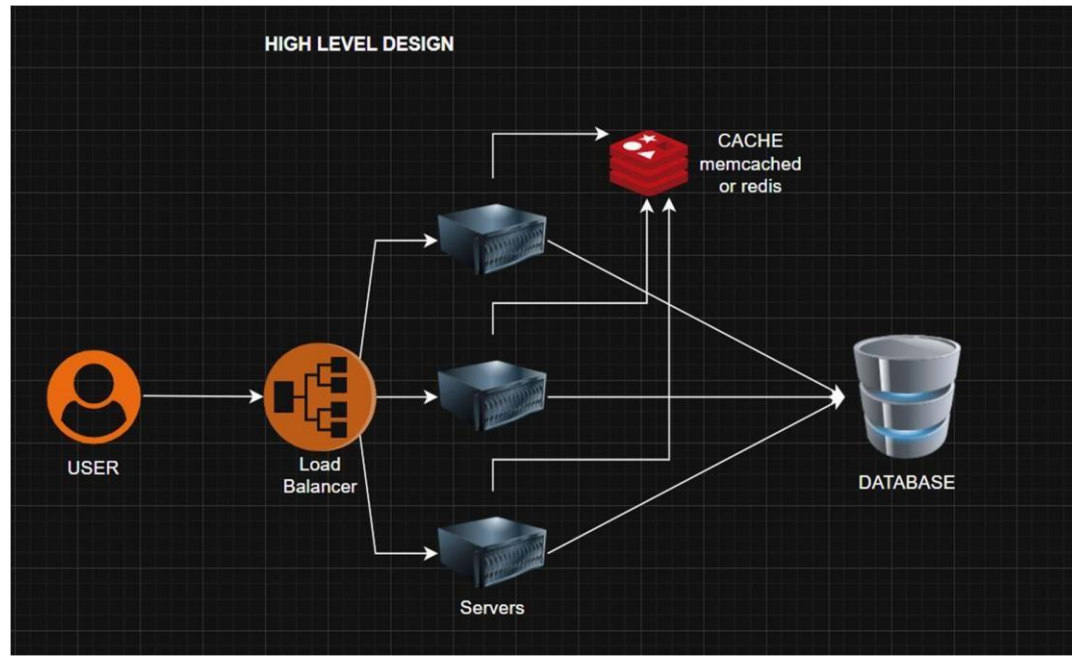 HIGH LEVEL DESIGN
CACHE
memcached
or redis
USER
Load
Balancer
DATABASE
Servers